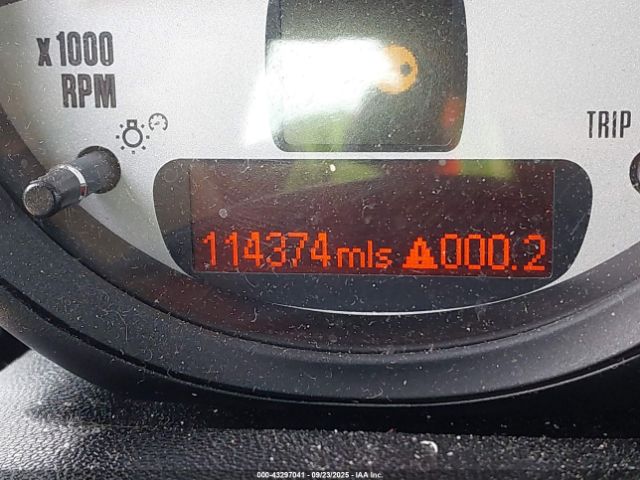 x1000
RPM
TRIP
114374mls 000.2
000-43297041 - 09/23/2025 - IAA Inc.